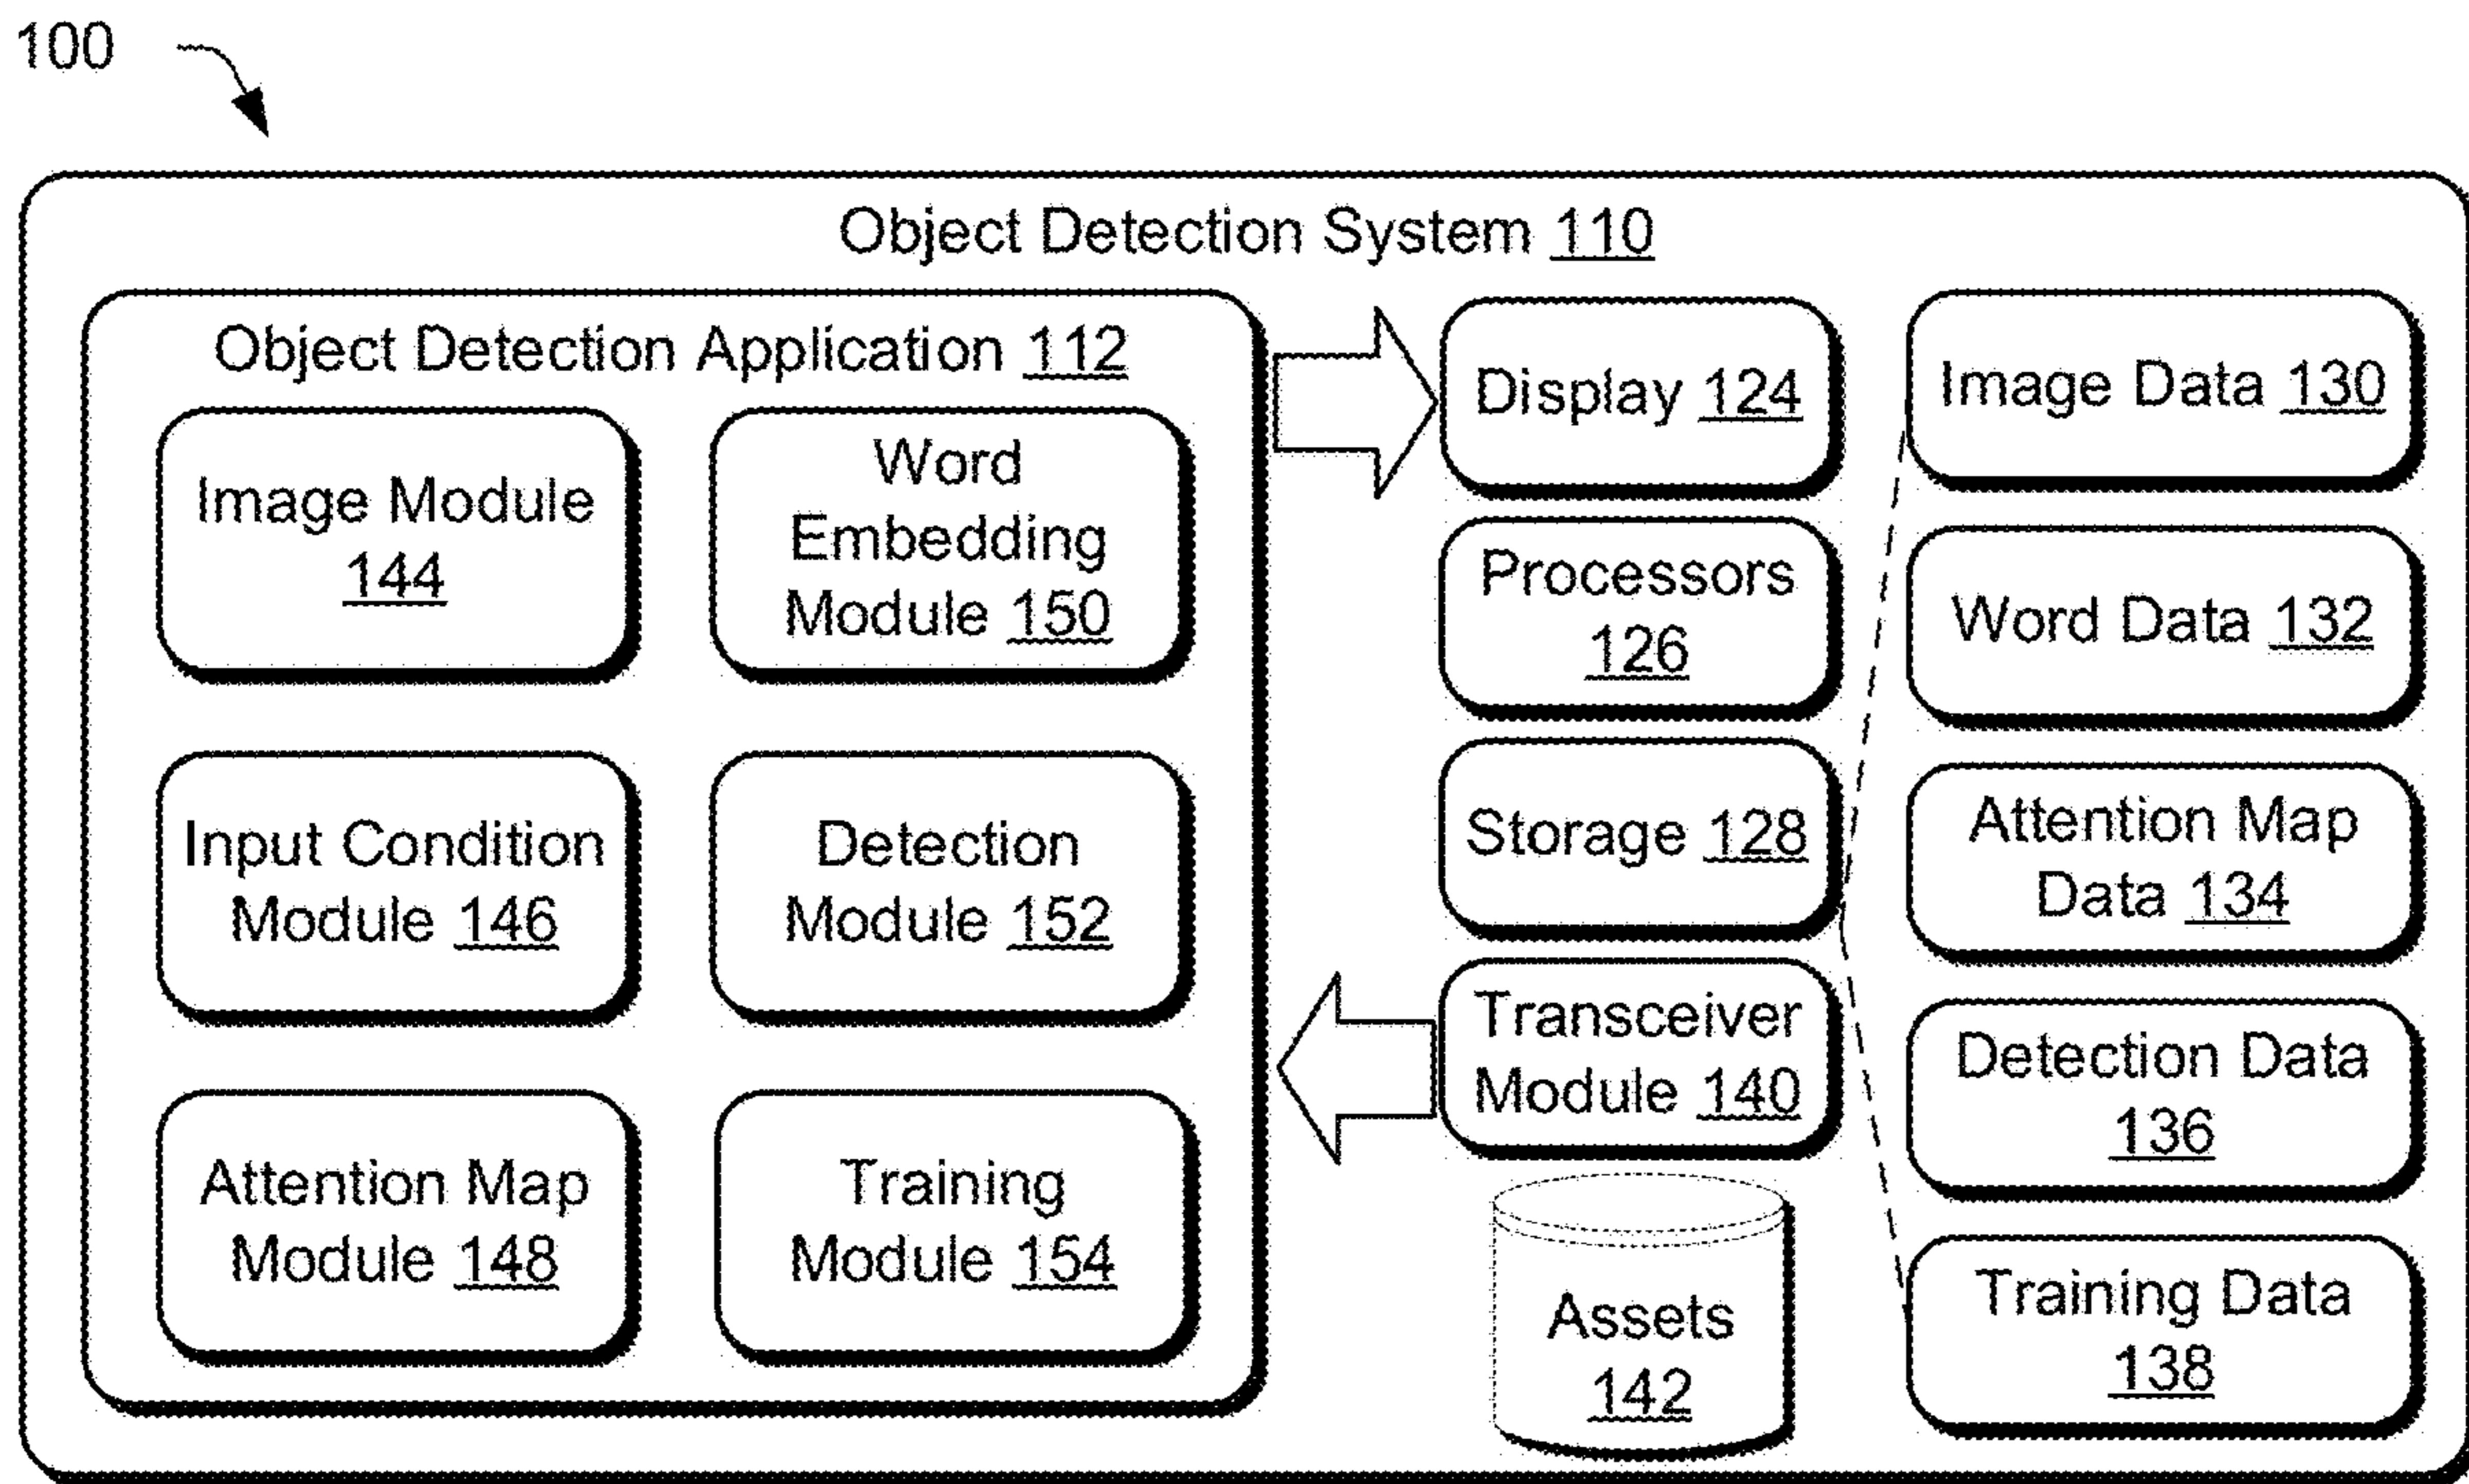 100
Object Detection System 110
Object Detection Application 112
Image Module
144
Word
Embedding
Module 150
Input Condition
Module 146
Detection
Module 152
Attention Map
Module 148
Training
Module 154
Display 124
Processors
126
Storage 128
Transceiver
Module 140
Assets
142
Image Data 130
Word Data 132
Attention Map
Data 134
Detection Data
136
Training Data
138